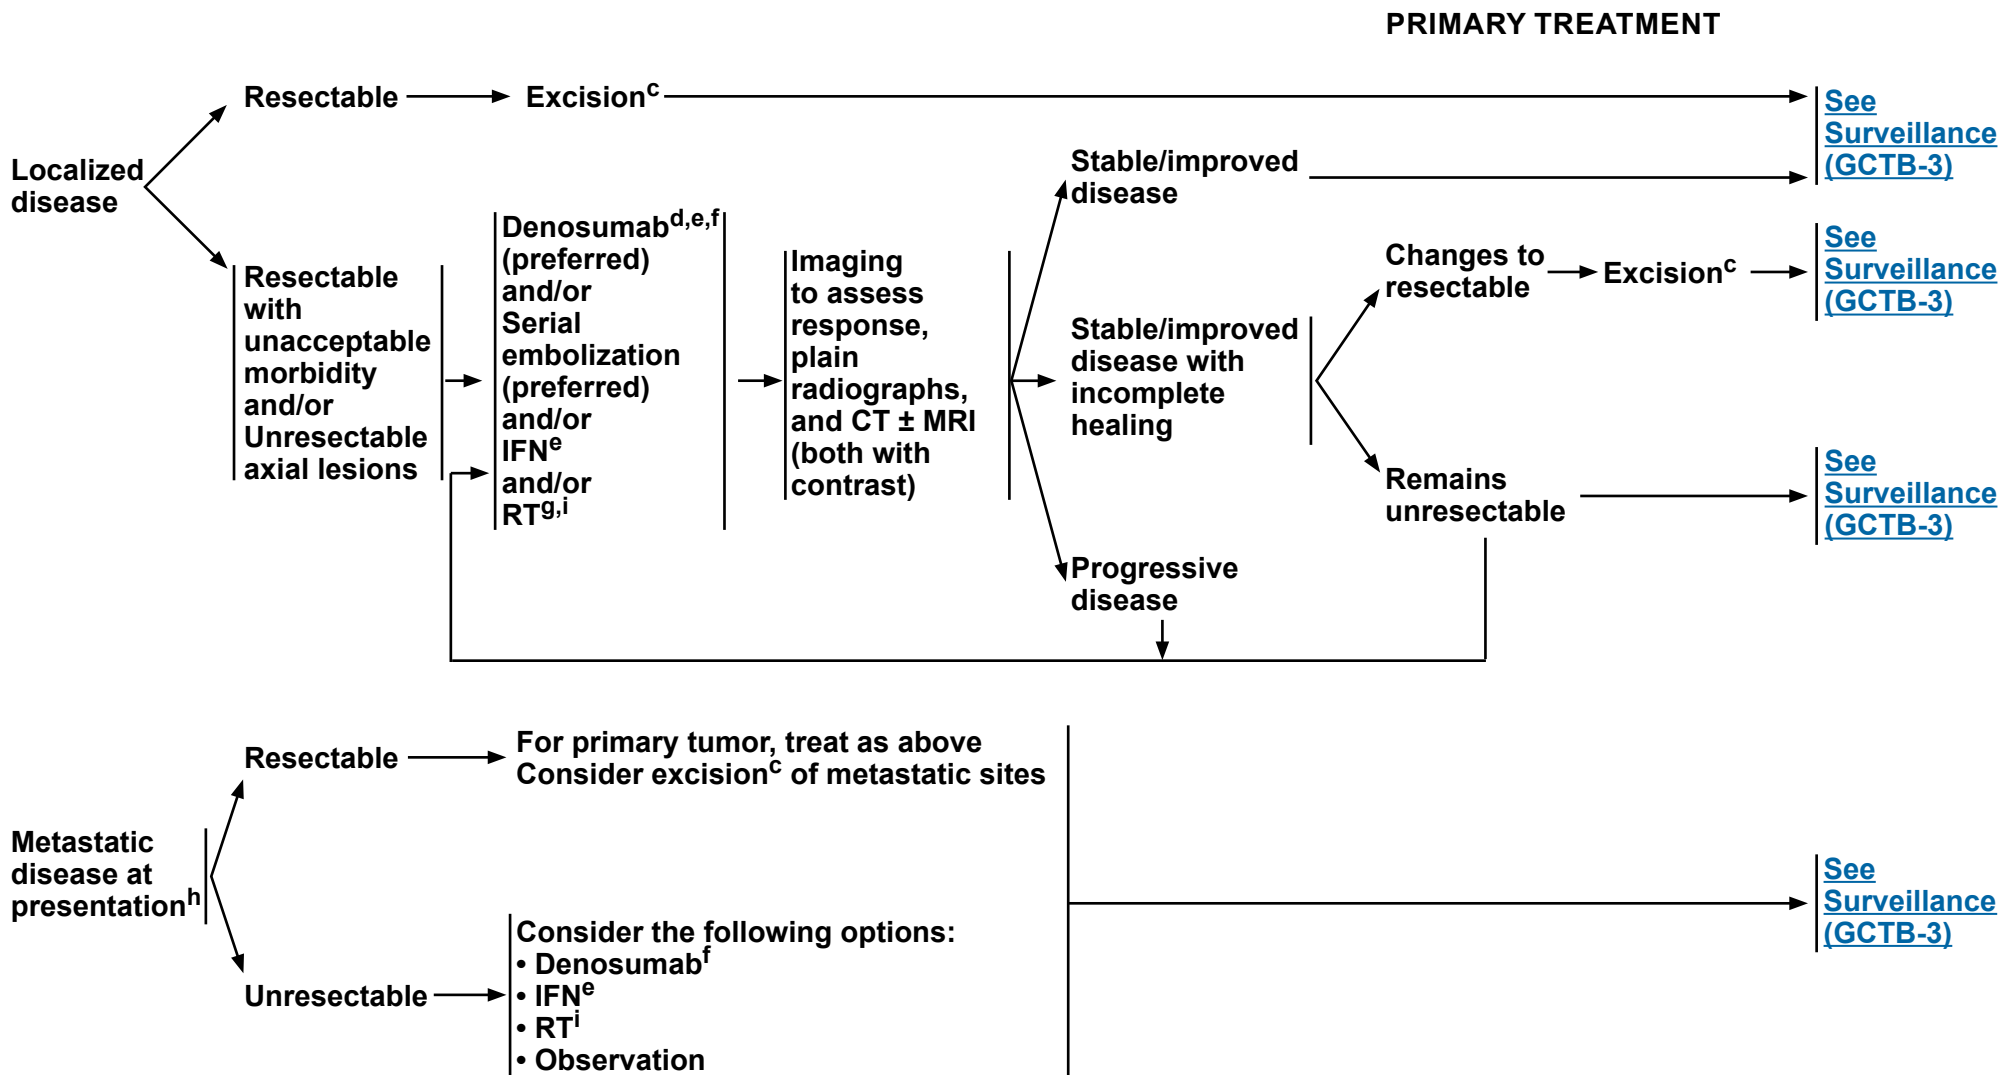 PRIMARY TREATMENT
Resectable
Excisionc
See
Surveillance
(GCTB-3)
Localized
disease
Stable/improved
disease
Resectable
with
unacceptable
morbidity
and/or
Unresectable
axial lesions
Denosumabd,e,f
(preferred)
and/or
Serial
embolization
(preferred)
and/or
IFNe
and/or
RTg,i
Imaging
to assess
response,
plain
radiographs,
and CT ± MRI
(both with
contrast)
Stable/improved
disease with
incomplete
healing
Changes to
resectable
Excisionc
See
Surveillance
(GCTB-3)
Remains
unresectable
See
Surveillance
(GCTB-3)
Progressive
disease
Metastatic
disease at
presentationh
Resectable
For primary tumor, treat as above
Consider excisionc of metastatic sites
Unresectable
Consider the following options:
• Denosumabf
• IFNe
• RTi
• Observation
See
Surveillance
(GCTB-3)